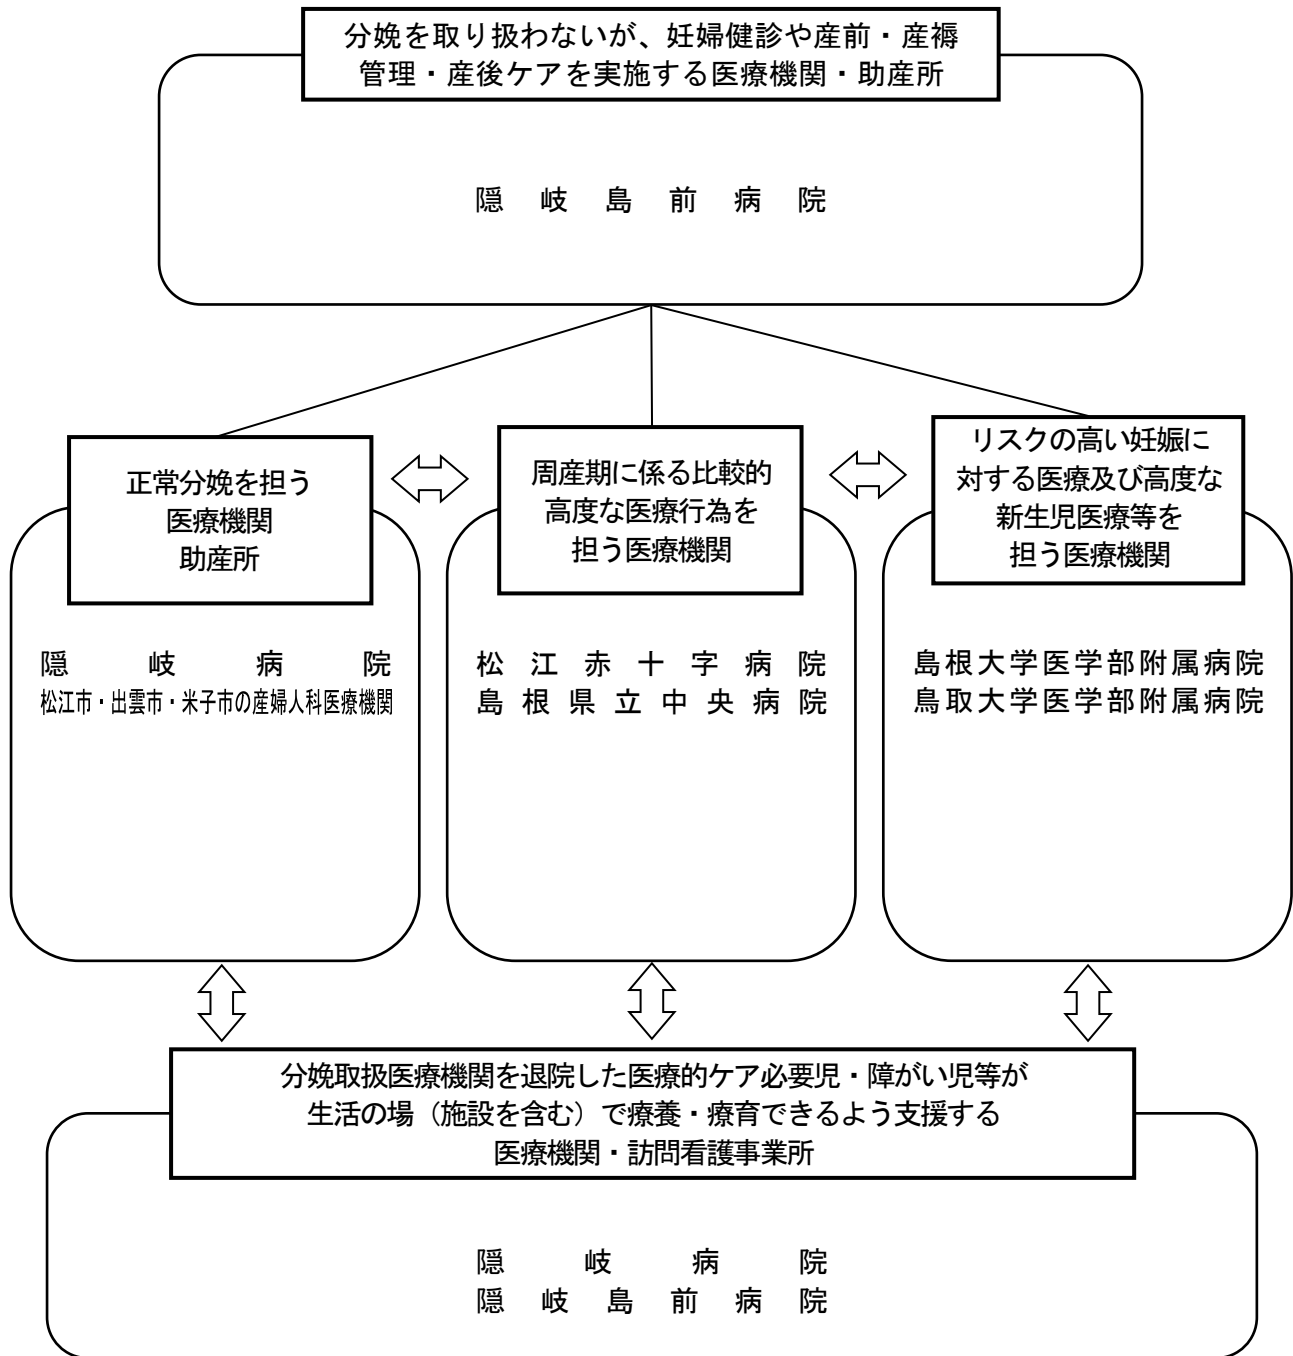 分娩を取り扱わないが、妊婦健診や産前・産褥
管理・産後ケアを実施する医療機関・助産所
隠岐島前病院
正常分娩を担う
医療機関
助産所
隠岐病院
松江市・出雲市・米子市の産婦人科医療機関
周産期に係る比較的
高度な医療行為を
担う医療機関
松江赤十字病院
島根県立中央病院
リスクの高い妊娠に
対する医療及び高度な
新生児医療等を
担う医療機関
島根大学医学部附属病院
鳥取大学医学部附属病院
分娩取扱医療機関を退院した医療的ケア必要児・障がい児等が
生活の場（施設を含む）で療養・療育できるよう支援する
医療機関・訪問看護事業所
隠岐病院
隠岐島前病院